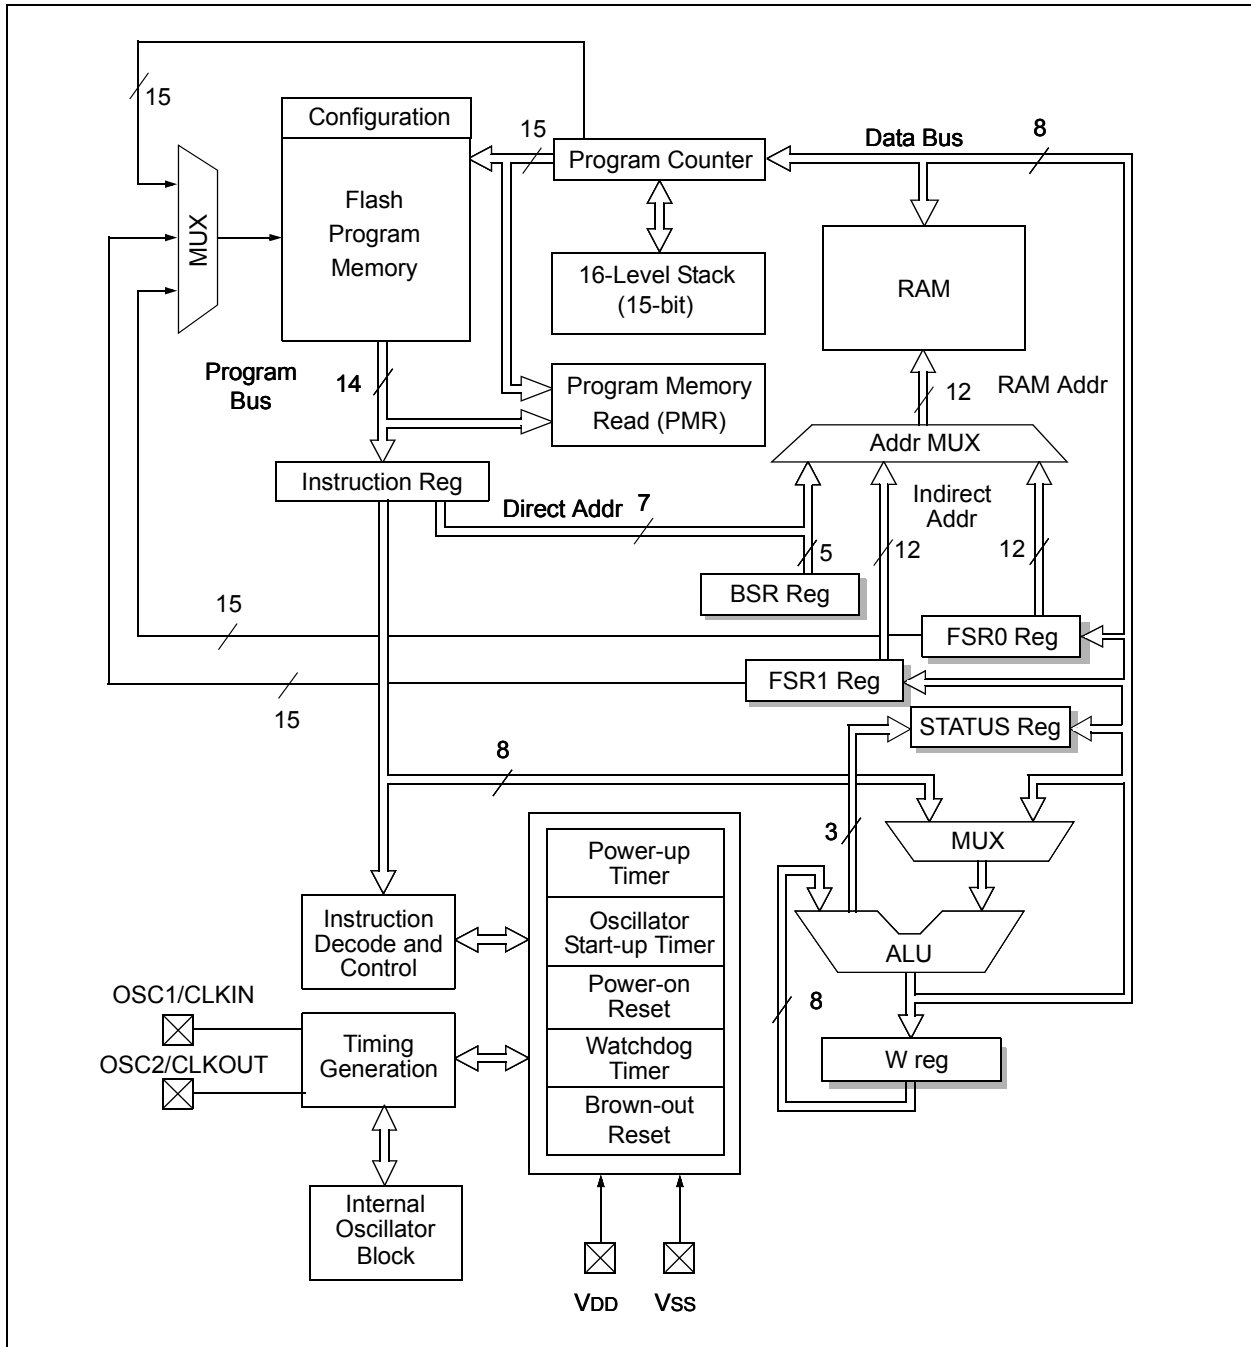 15
Configuration
15
Program Counter
Data Bus
8
Flash
Program
Memory
MUX
16-Level Stack
(15-bit)
RAM
Program
Bus
14
Program Memory
Read (PMR)
12
RAM Addr
Addr MUX
Instruction Reg
Direct Addr
7
Indirect
Addr
5
12
12
BSR Reg
15
FSR0 Reg
FSR1 Reg
15
STATUS Reg
8
3
MUX
Power-up
Timer
Instruction
Decode and
Control
Oscillator
Start-up Timer
ALU
OSC1/CLKIN
Power-on
Reset
8
Timing
Generation
OSC2/CLKOUT
Watchdog
Timer
W reg
Brown-out
Reset
Internal
Oscillator
Block
VDD
VSS